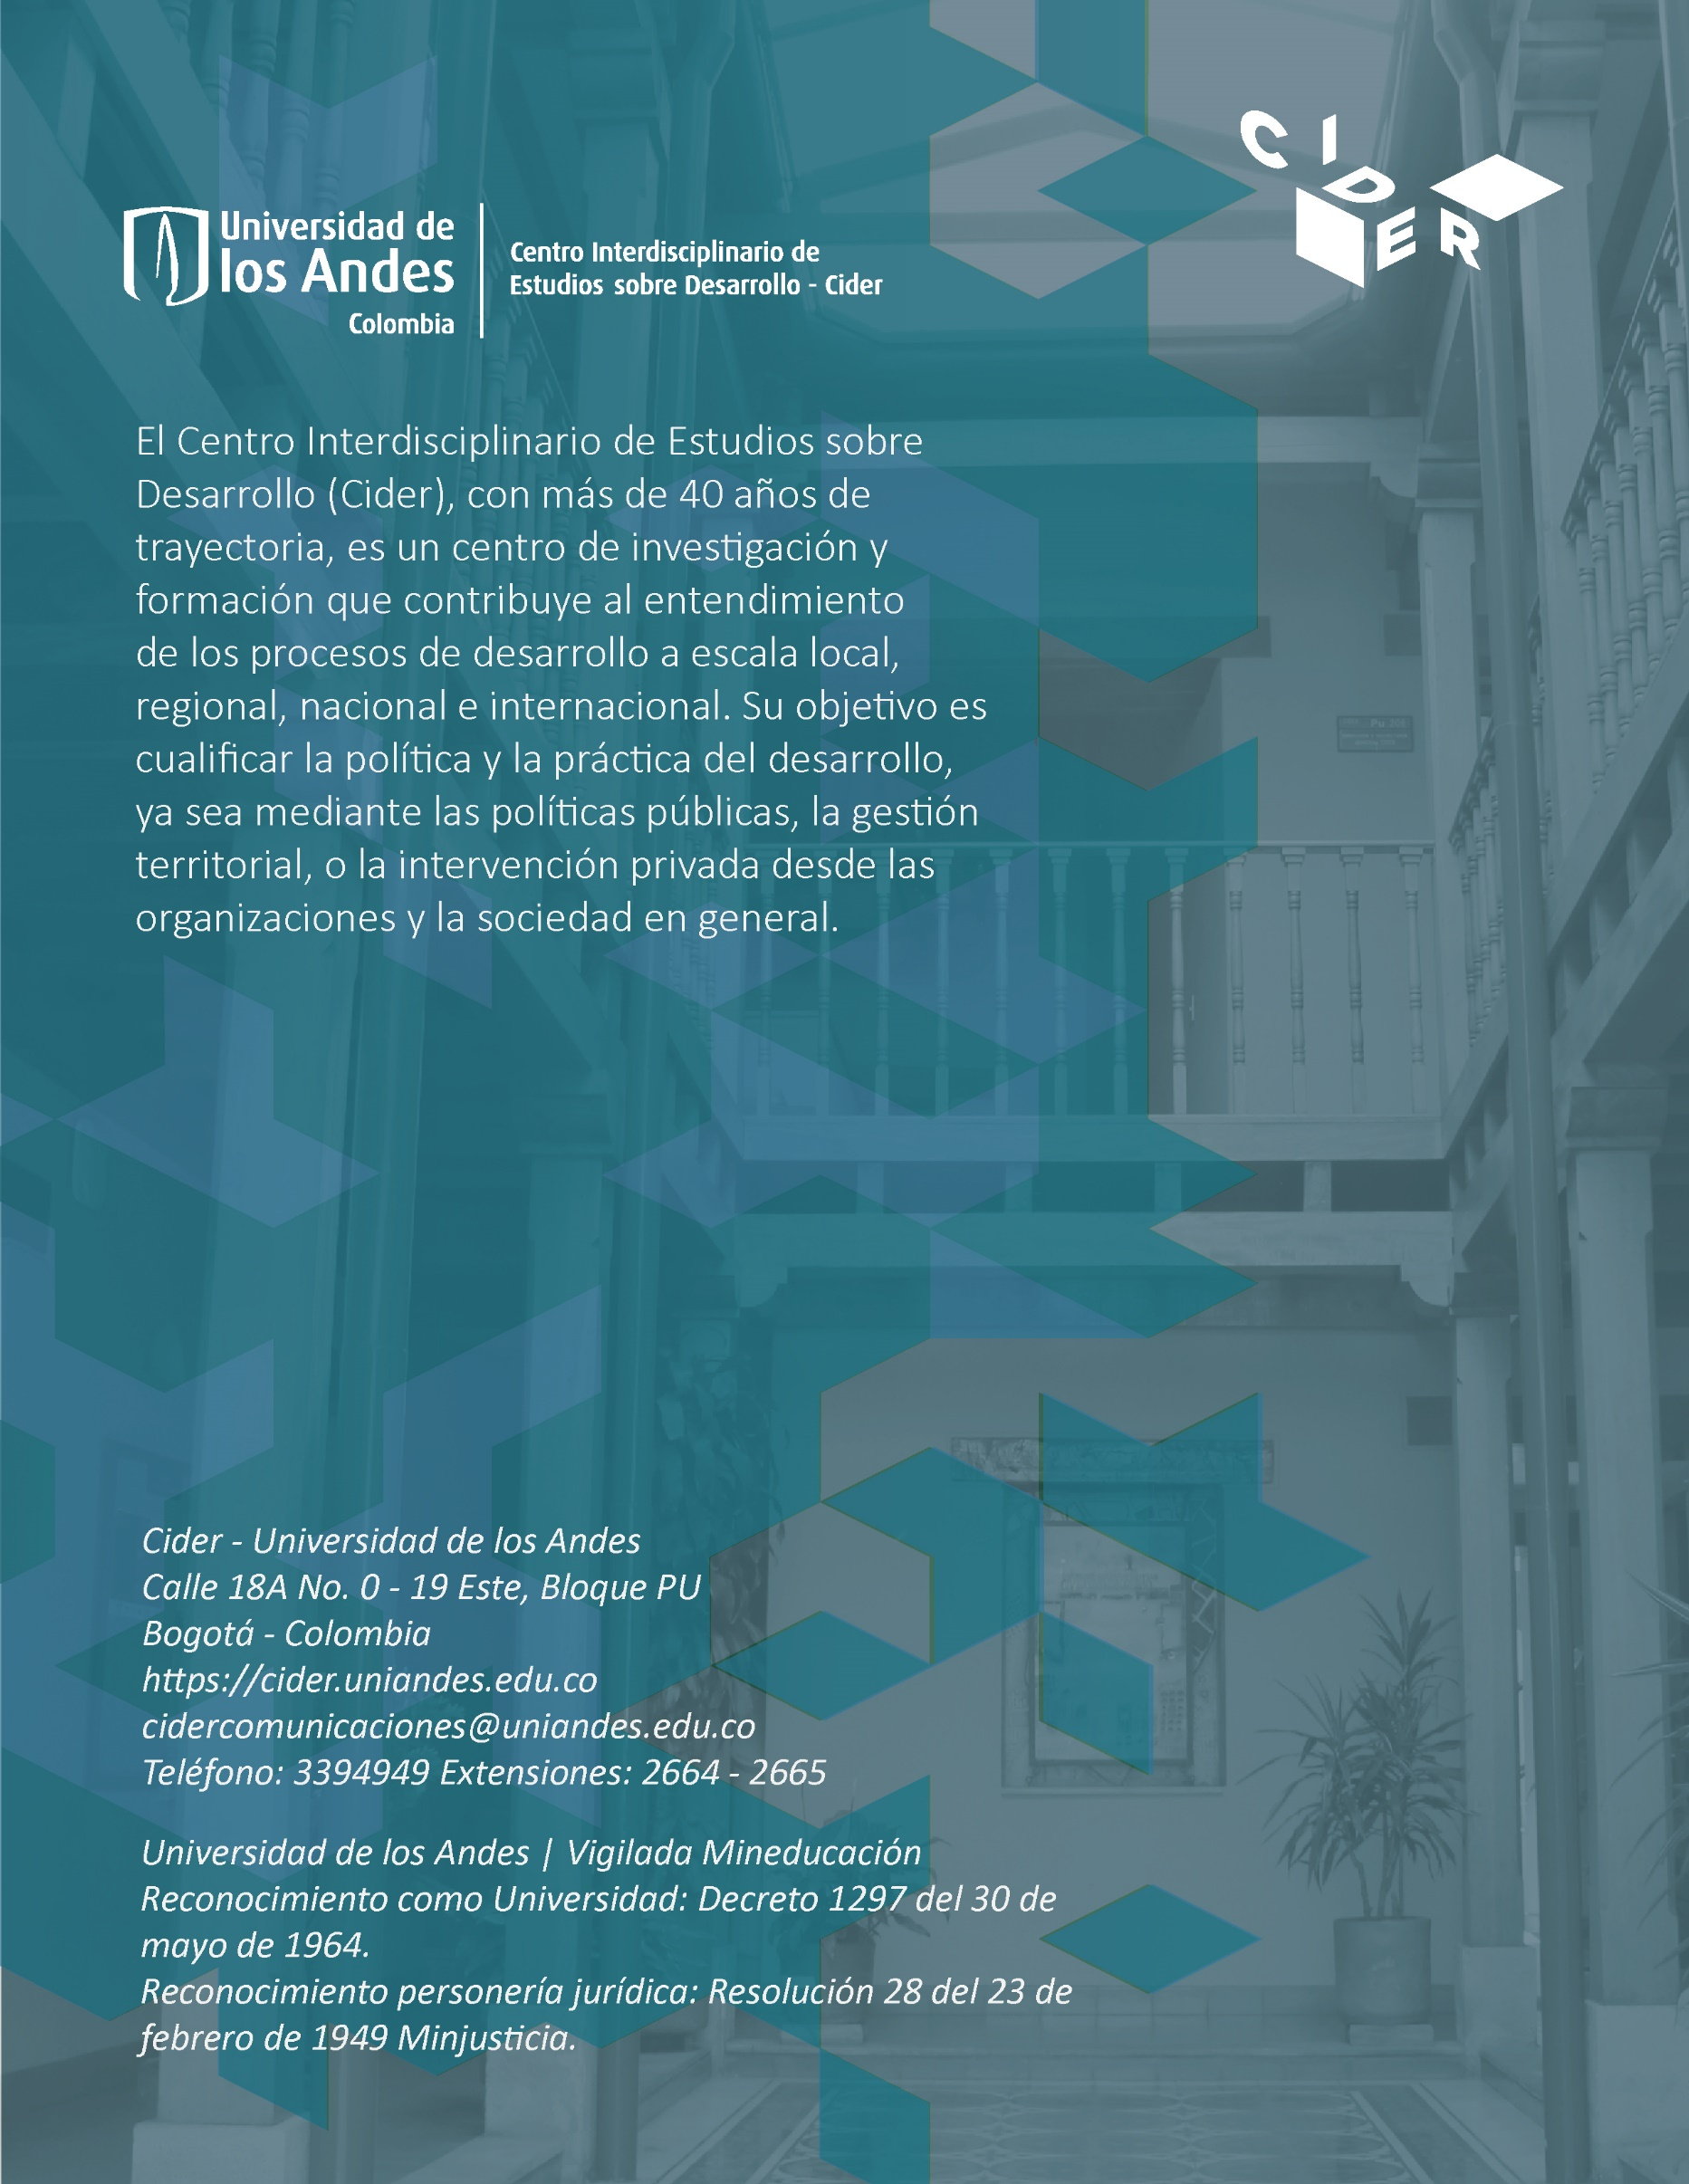 Universidad de
los Andes
Colombia
Centro Interdisciplinario de
Estudios sobre Desarrollo - Cider
CIDER
El Centro Interdisciplinario de Estudios sobre
Desarrollo (Cider), con más de 40 años de
trayectoria, es un centro de investigación y
formación que contribuye al entendimiento
de los procesos de desarrollo a escala local,
regional, nacional e internacional. Su objetivo es
cualificar la política y la práctica del desarrollo,
ya sea mediante las políticas públicas, la gestión
territorial, o la intervención privada desde las
organizaciones y la sociedad en general.
Cider - Universidad de los Andes
Calle 18A No. 0 - 19 Este, Bloque PU
Bogotá - Colombia
https://cider.uniandes.edu.co
cidercomunicaciones@uniandes.edu.co
Teléfono: 3394949 Extensiones: 2664 - 2665
Universidad de los Andes | Vigilada Mineducación
Reconocimiento como Universidad: Decreto 1297 del 30 de
mayo de 1964.
Reconocimiento personería jurídica: Resolución 28 del 23 de
febrero de 1949 Minjusticia.